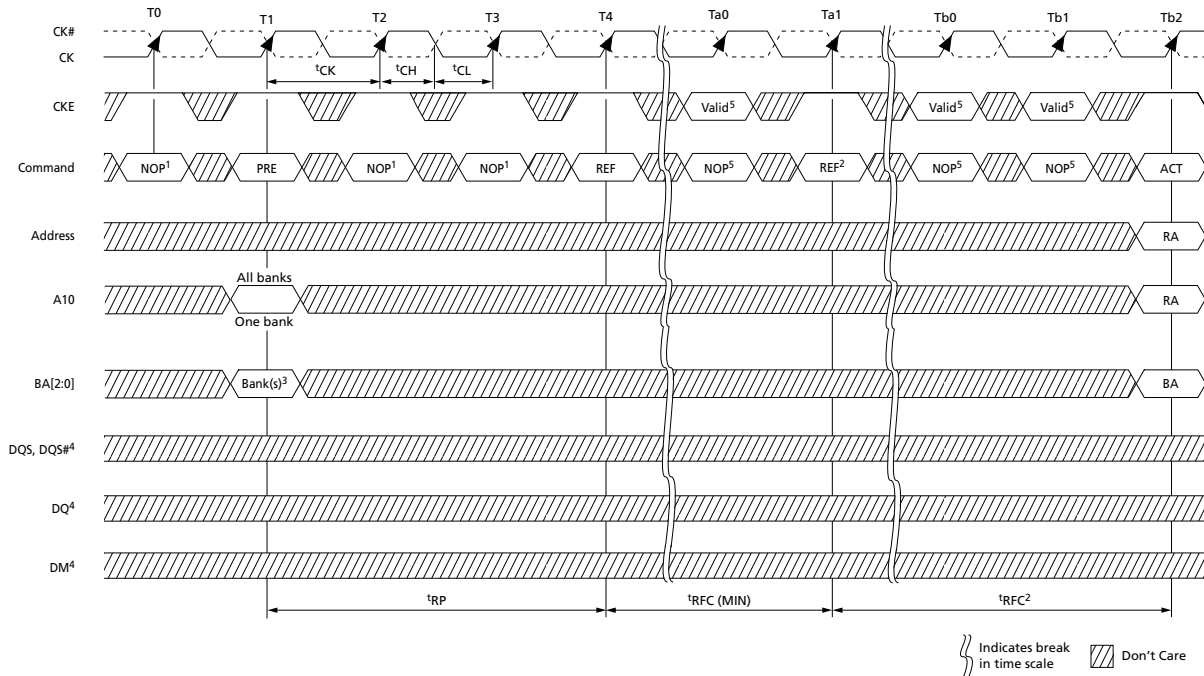 T0 T1 T2 T3 T4 Ta0 Ta1 Tb0 Tb1 Tb2
CK#
CK
tCK tCH tCL
CKE Valid5 Valid5 Valid5
Command NOP1 PRE NOP1 NOP1 REF NOP5 REF2 NOP5 NOP5 ACT
Address RA
All banks
A10 RA
One bank
BA[2:0] Bank(s)3 BA
DQS, DQS#4
DQ4
DM4
tRP tRFC (MIN) tRFC2
Indicates break
in time scale
Don't Care